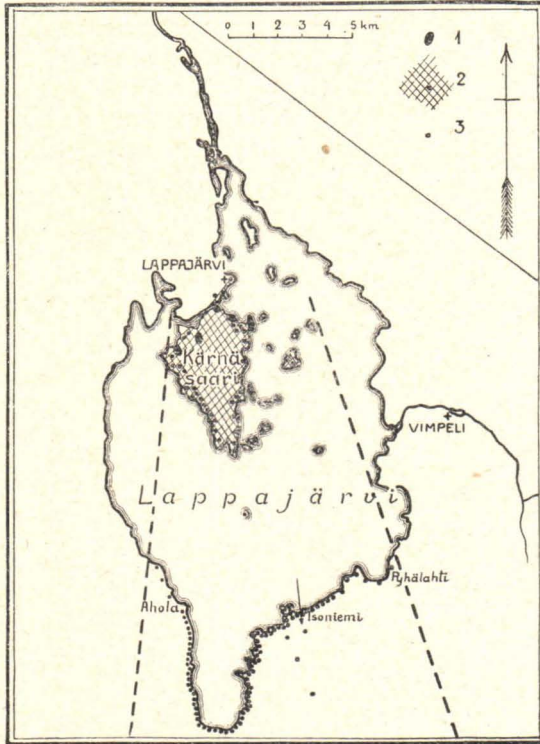 0 1 2 3 4 5 km
1
2
3
LAPPAJÄRVI
Kärnä
saari
VIMPELI
Lappajärvi
Pyhälahti
Ahola
Isoniemi